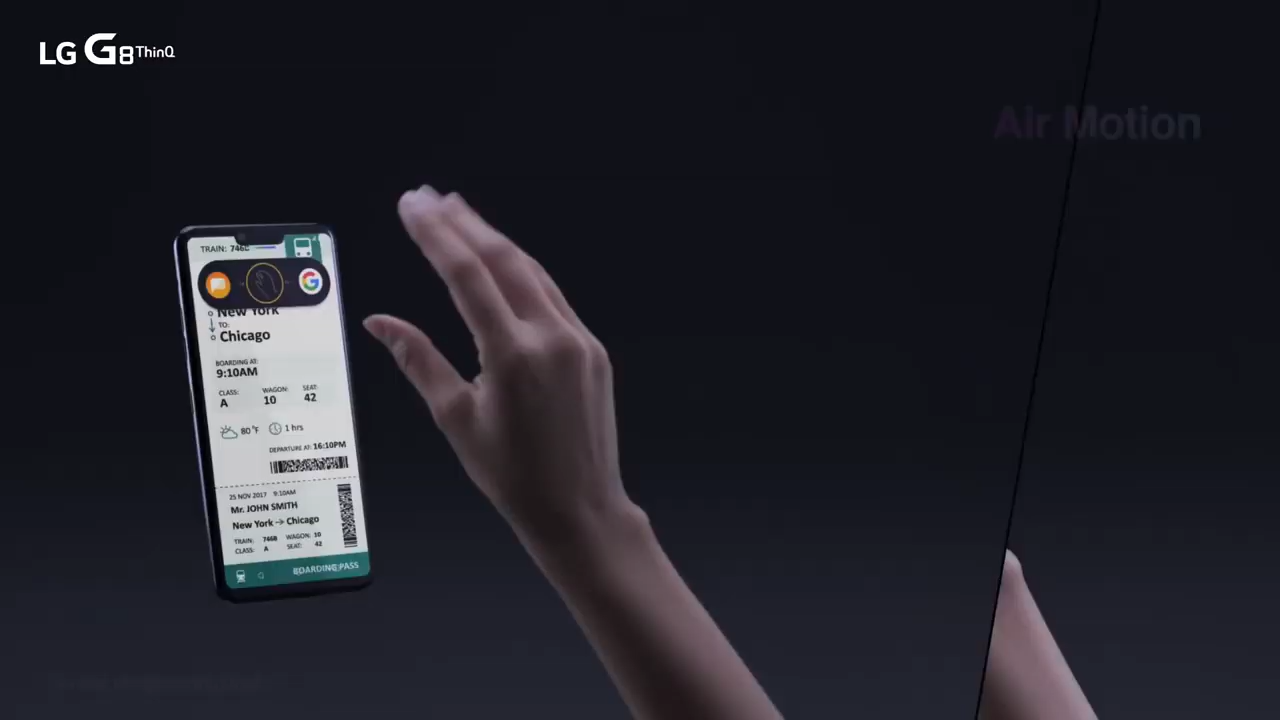 LG G8 ThinQ
Air Motion
TRAIN: 746B
New York
TO:
Chicago
BOARDING AT:
9:10AM
CLASS: WAGON: SEAT:
A 10 42
80 °F 1 hrs
DEPARTURE AT: 16:10PM
25 NOV 2017 9:10AM
Mr. JOHN SMITH
New York → Chicago
TRAIN: 746B WAGON: 10
CLASS: A SEAT: 42
BOARDING PASS